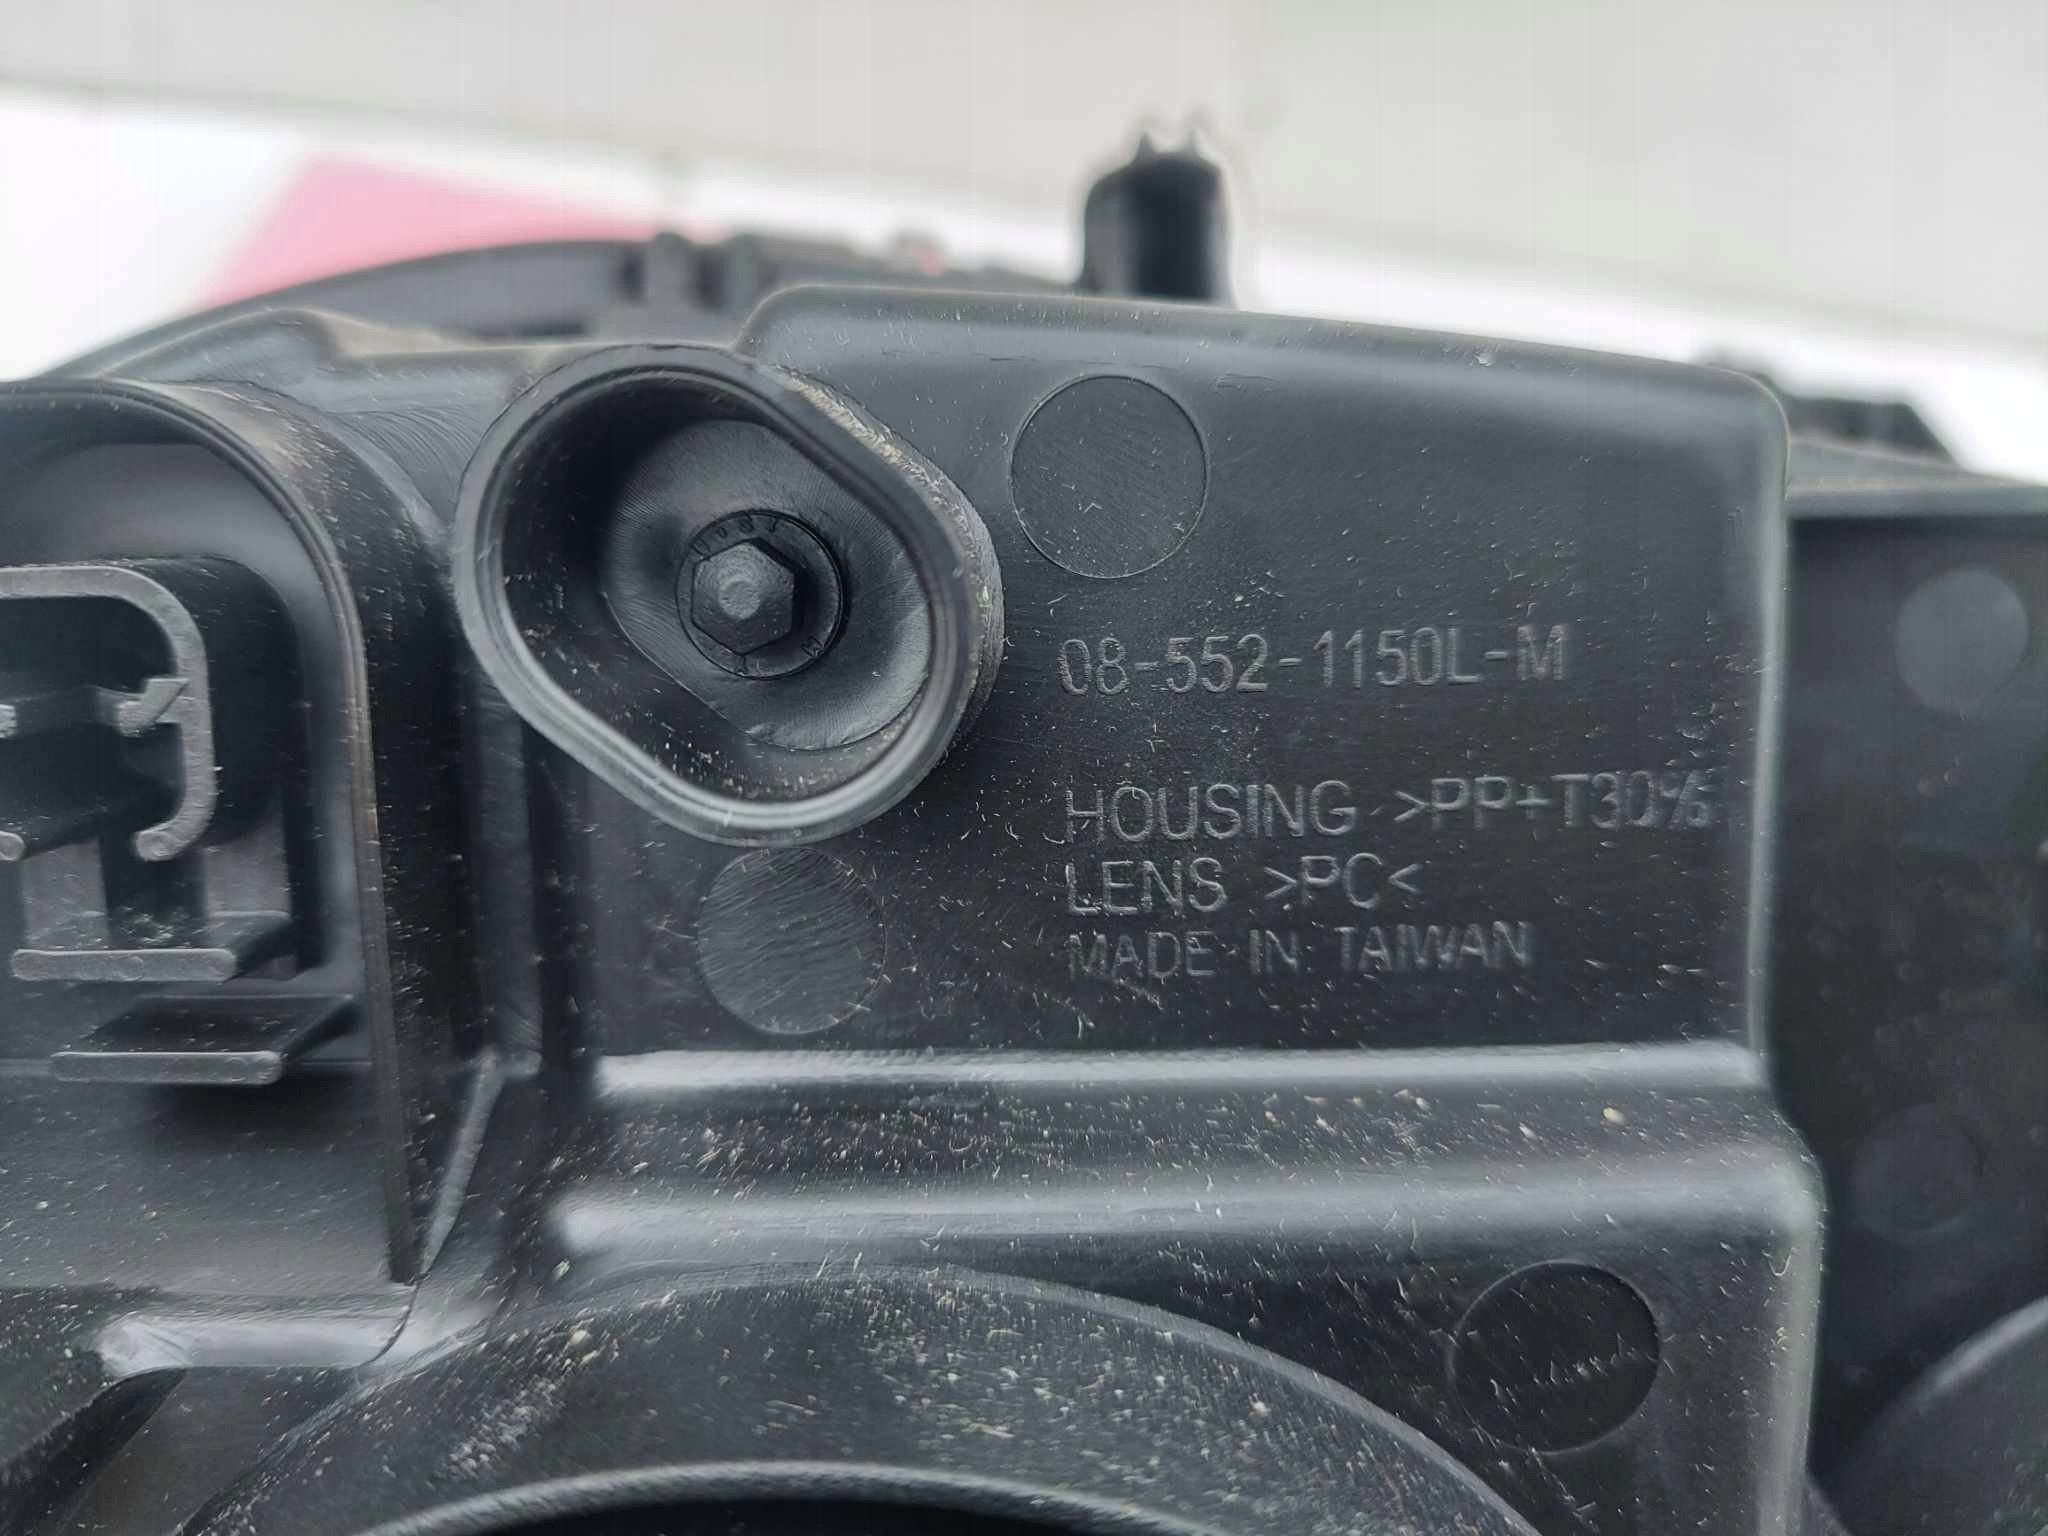 08-552-1150L-M
HOUSING >PP+T30%
LENS >PC<
MADE IN TAIWAN